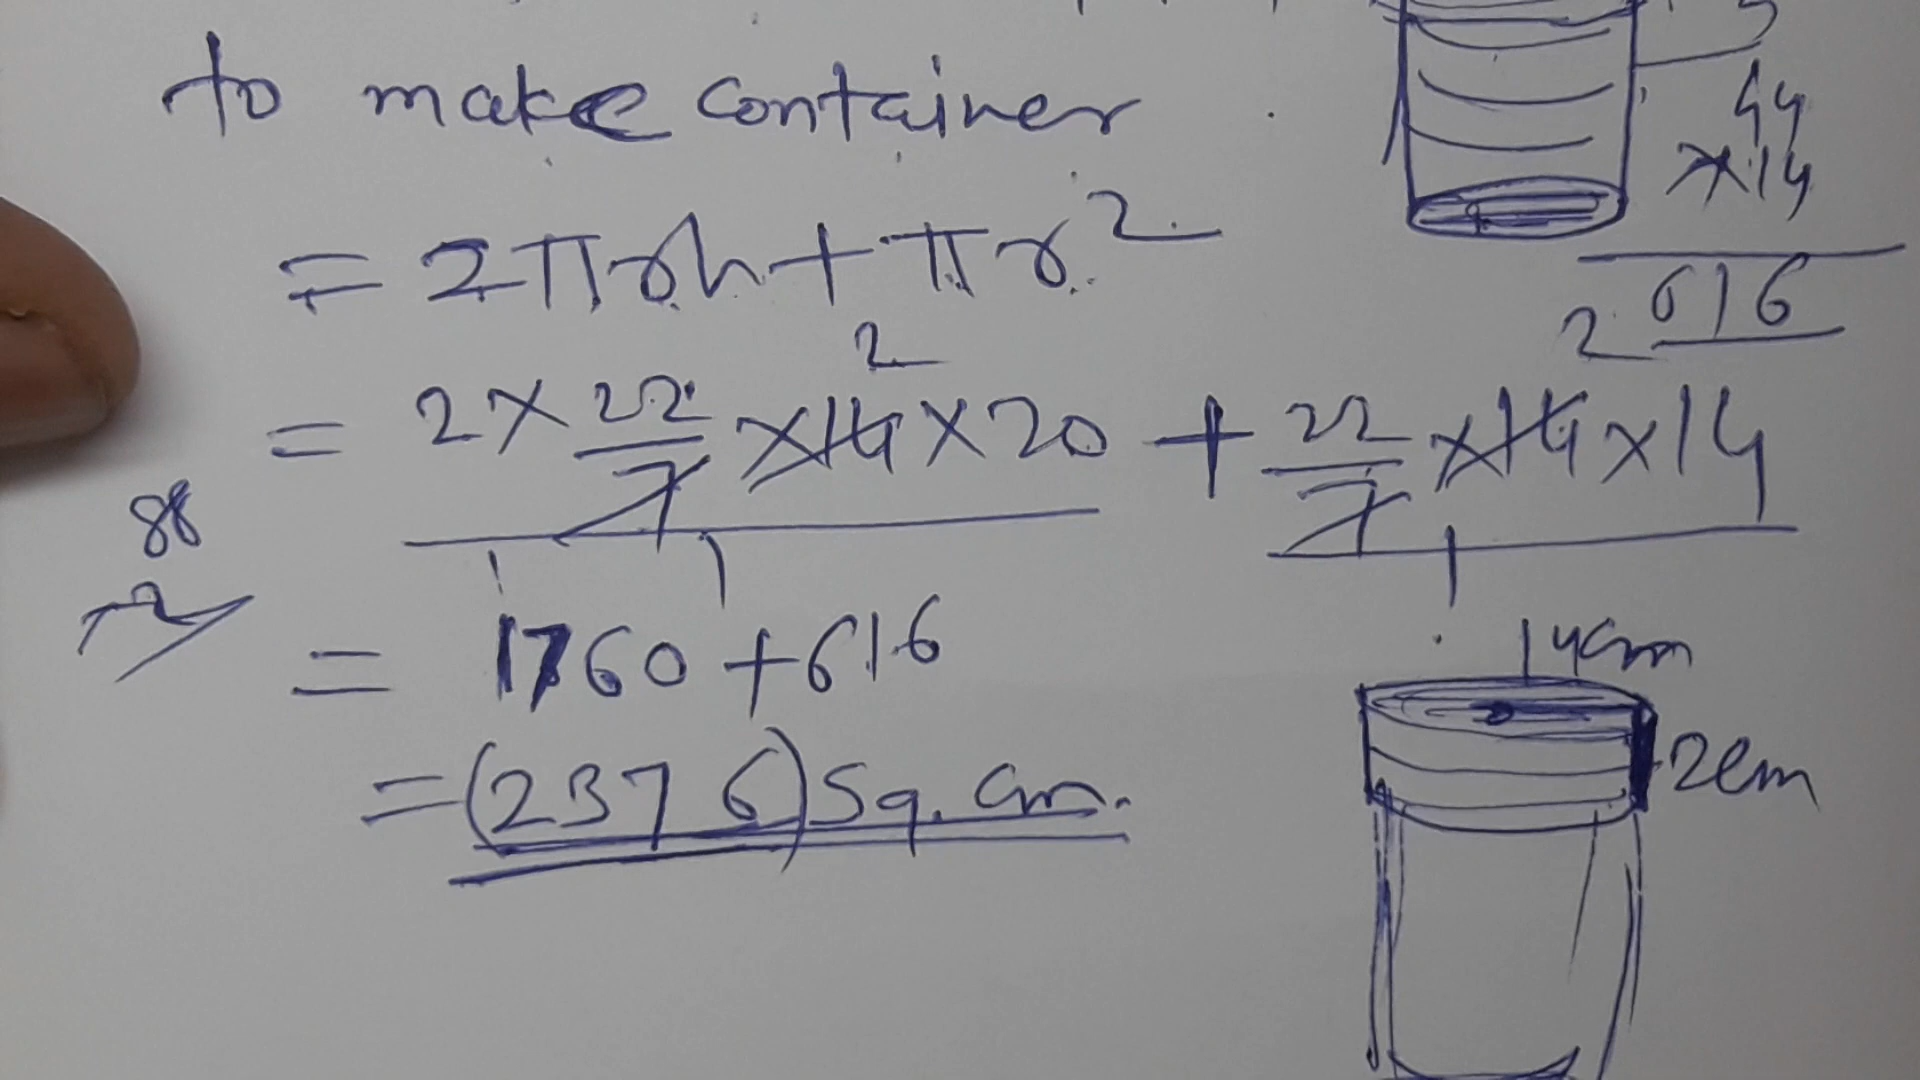 to make container
44
×14
616
= 2πrh + πr²
2 2
= 2 × 22/7 × 14 × 20 + 22/7 × 14 × 14
88
2
= 1760 + 616
= (2376) Sq. cm.
14cm
2cm